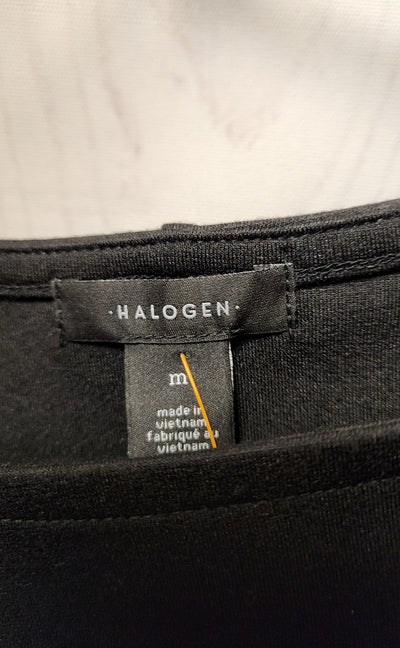 ·HALOGEN·
m
made in
vietnam
fabriqué au
vietnam